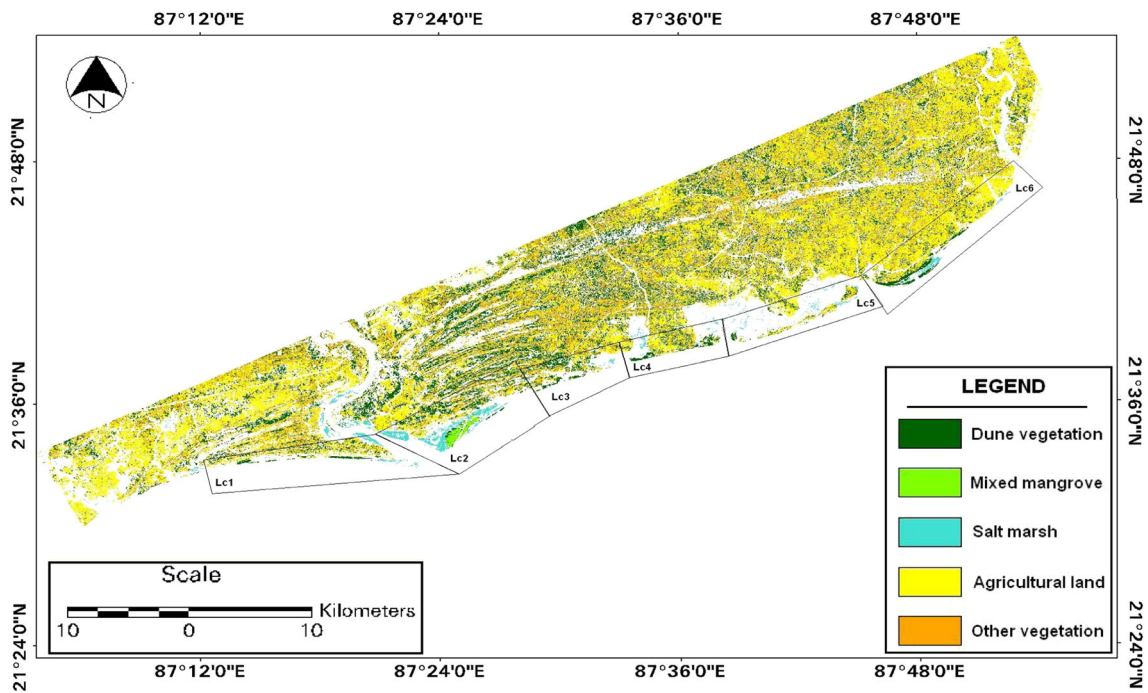 87°12'0"E 87°24'0"E 87°36'0"E 87°48'0"E
N
21°48'0"N
21°48'0"N
Lc6
Lc5
Lc4
Lc3
Lc2
Lc1
21°36'0"N
21°36'0"N
LEGEND
Dune vegetation
Mixed mangrove
Salt marsh
Agricultural land
Other vegetation
Scale
Kilometers
10 0 10
21°24'0"N
21°24'0"N
87°12'0"E 87°24'0"E 87°36'0"E 87°48'0"E